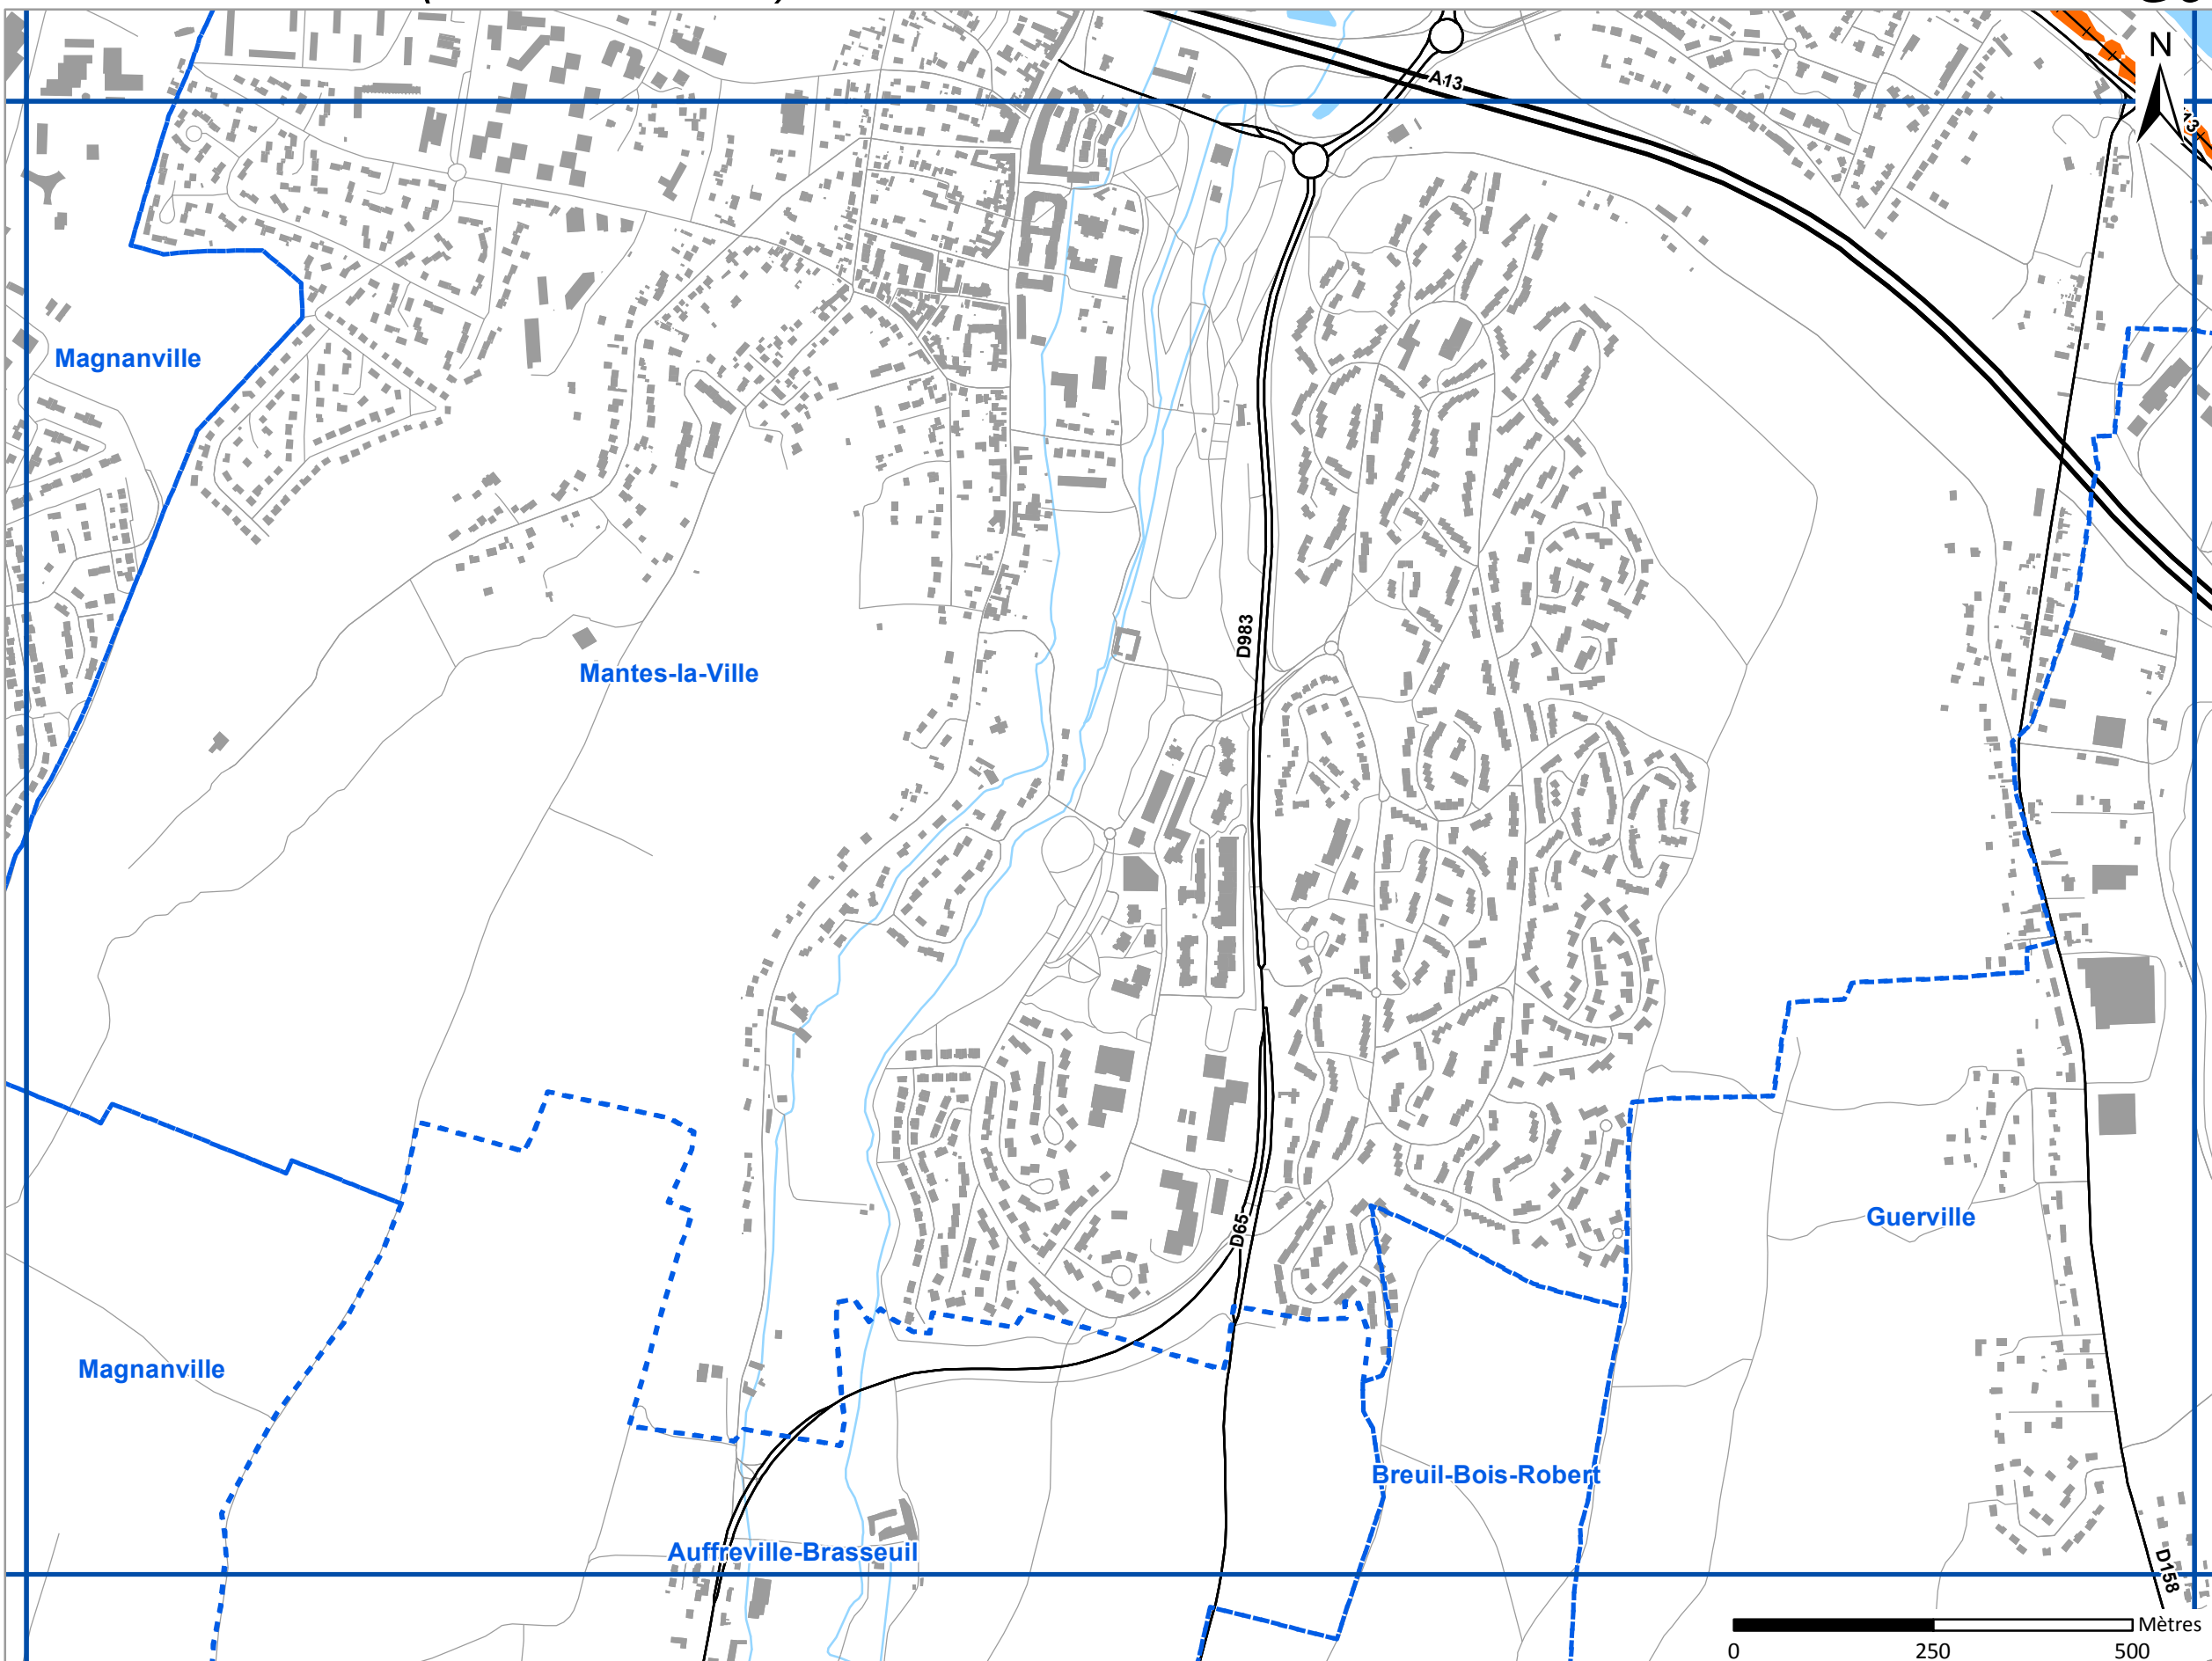 N
A13
Magnanville
D983
Mantes-la-Ville
Guerville
D65
Magnanville
Breuil-Bois-Robert
Auffreville-Brasseuil
D158
Mètres
0 250 500